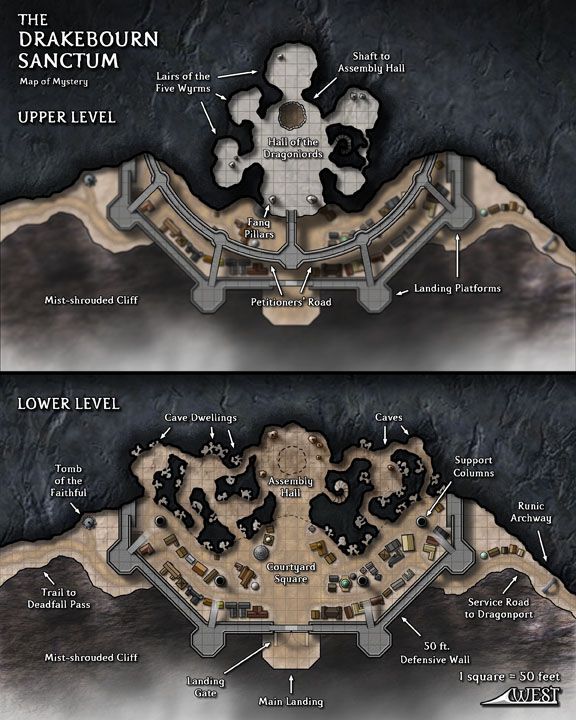 THE
DRAKEBOURN
SANCTUM
Map of Mystery
UPPER LEVEL
Lairs of the
Five Wyrms
Shaft to
Assembly Hall
Hall of the
Dragonlords
Fang
Pillars
Petitioners' Road
Landing Platforms
Mist-shrouded Cliff
LOWER LEVEL
Cave Dwellings
Caves
Tomb
of the
Faithful
Assembly
Hall
Support
Columns
Runic
Archway
Courtyard
Square
Trail to
Deadfall Pass
Service Road
to Dragonport
Mist-shrouded Cliff
50 ft.
Defensive Wall
Landing
Gate
Main Landing
1 square = 50 feet
WEST